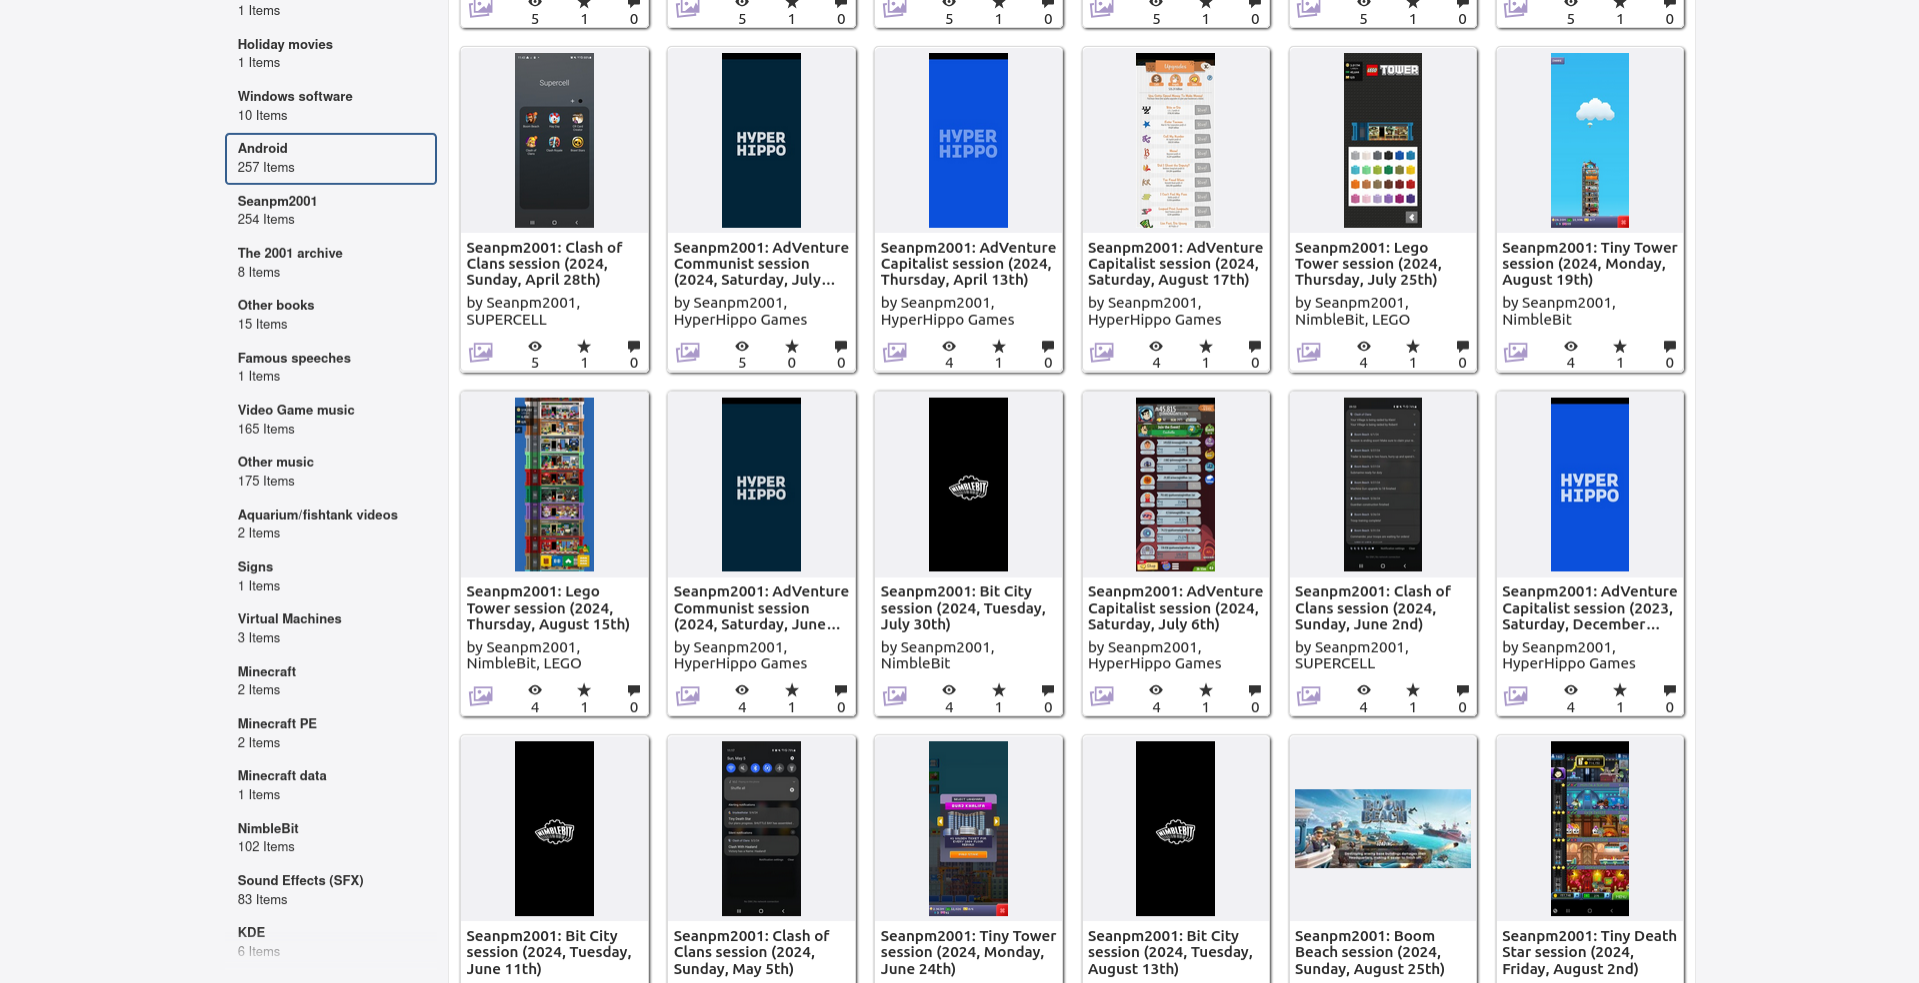 1 Items
Holiday movies
1 Items
Windows software
10 Items
Android
257 Items
Seanpm2001
254 Items
The 2001 archive
8 Items
Other books
15 Items
Famous speeches
1 Items
Video Game music
165 Items
Other music
175 Items
Aquarium/fishtank videos
2 Items
Signs
1 Items
Virtual Machines
3 Items
Minecraft
2 Items
Minecraft PE
2 Items
Minecraft data
1 Items
NimbleBit
102 Items
Sound Effects (SFX)
83 Items
KDE
6 Items
5 1 0
5 1 0
5 1 0
5 1 0
5 1 0
5 1 0
Supercell
Seanpm2001: Clash of
Clans session (2024,
Sunday, April 28th)
by Seanpm2001,
SUPERCELL
5 1 0
HYPER
HIPPO
Seanpm2001: AdVenture
Communist session
(2024, Saturday, July...
by Seanpm2001,
HyperHippo Games
5 0 0
HYPER
HIPPO
Seanpm2001: AdVenture
Capitalist session (2024,
Thursday, April 13th)
by Seanpm2001,
HyperHippo Games
4 1 0
Upgrades
Seanpm2001: AdVenture
Capitalist session (2024,
Saturday, August 17th)
by Seanpm2001,
HyperHippo Games
4 1 0
LEGO TOWER
Seanpm2001: Lego
Tower session (2024,
Thursday, July 25th)
by Seanpm2001,
NimbleBit, LEGO
4 1 0
Seanpm2001: Tiny Tower
session (2024, Monday,
August 19th)
by Seanpm2001,
NimbleBit
4 1 0
Seanpm2001: Lego
Tower session (2024,
Thursday, August 15th)
by Seanpm2001,
NimbleBit, LEGO
4 1 0
HYPER
HIPPO
Seanpm2001: AdVenture
Communist session
(2024, Saturday, June...
by Seanpm2001,
HyperHippo Games
4 1 0
NIMBLEBIT
Seanpm2001: Bit City
session (2024, Tuesday,
July 30th)
by Seanpm2001,
NimbleBit
4 1 0
Seanpm2001: AdVenture
Capitalist session (2024,
Saturday, July 6th)
by Seanpm2001,
HyperHippo Games
4 1 0
Seanpm2001: Clash of
Clans session (2024,
Sunday, June 2nd)
by Seanpm2001,
SUPERCELL
4 1 0
HYPER
HIPPO
Seanpm2001: AdVenture
Capitalist session (2023,
Saturday, December...
by Seanpm2001,
HyperHippo Games
4 1 0
NIMBLEBIT
Seanpm2001: Bit City
session (2024, Tuesday,
June 11th)
Seanpm2001: Clash of
Clans session (2024,
Sunday, May 5th)
Seanpm2001: Tiny Tower
session (2024, Monday,
June 24th)
NIMBLEBIT
Seanpm2001: Bit City
session (2024, Tuesday,
August 13th)
BOOM
BEACH
Seanpm2001: Boom
Beach session (2024,
Sunday, August 25th)
Seanpm2001: Tiny Death
Star session (2024,
Friday, August 2nd)